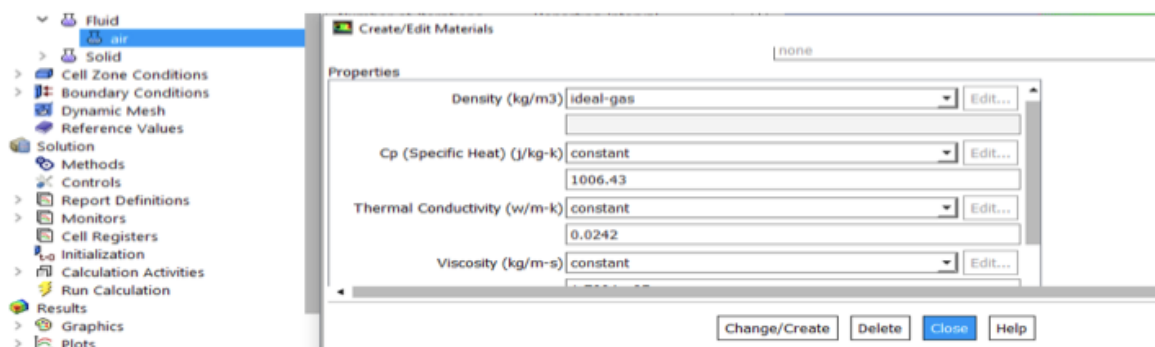 Fluid
air
Solid
Cell Zone Conditions
Boundary Conditions
Dynamic Mesh
Reference Values
Solution
Methods
Controls
Report Definitions
Monitors
Cell Registers
Initialization
Calculation Activities
Run Calculation
Results
Graphics
Plots
Create/Edit Materials
none
Properties
Density (kg/m3) ideal-gas Edit...
Cp (Specific Heat) (j/kg-k) constant Edit...
1006.43
Thermal Conductivity (w/m-k) constant Edit...
0.0242
Viscosity (kg/m-s) constant Edit...
Change/Create Delete Close Help